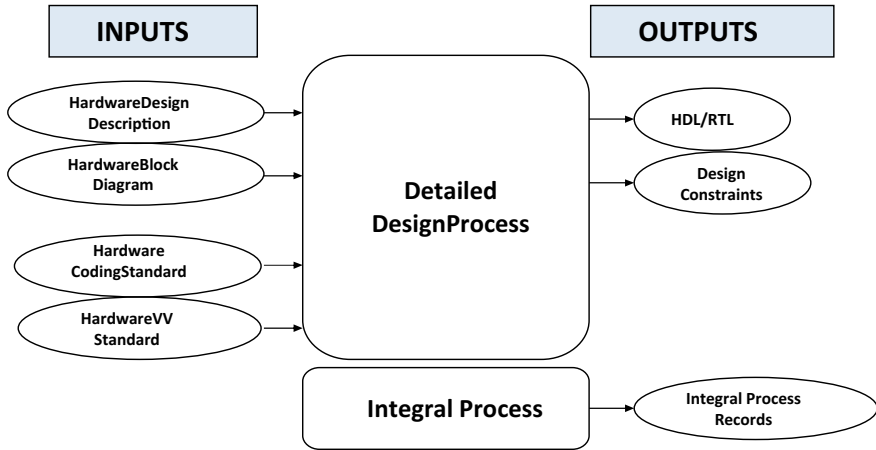 INPUTS
OUTPUTS
HardwareDesign
Description
HardwareBlock
Diagram
Hardware
CodingStandard
HardwareVV
Standard
Detailed
DesignProcess
HDL/RTL
Design
Constraints
Integral Process
Integral Process
Records